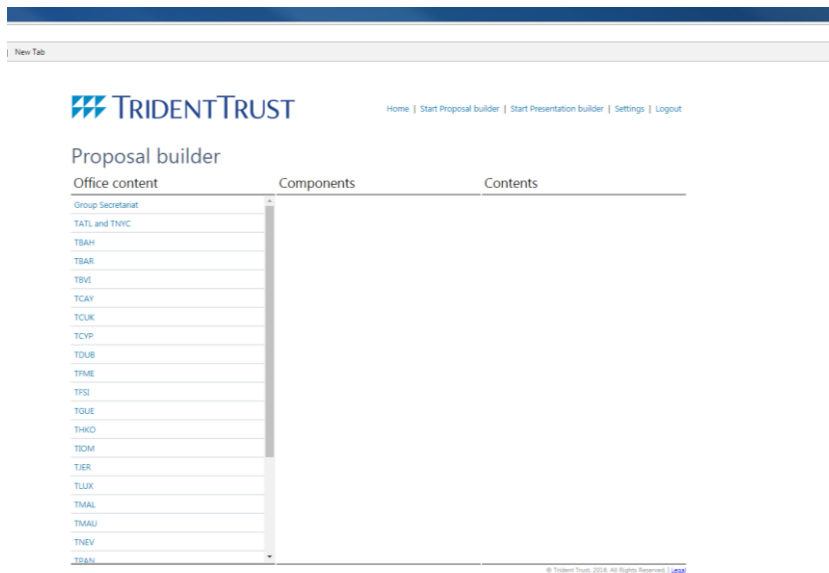 New Tab
TRIDENTTRUST
Home | Start Proposal builder | Start Presentation builder | Settings | Logout
Proposal builder
Office content Components Contents
Group Secretariat
TATL and TNYC
TBAH
TBAR
TBVI
TCAY
TCUK
TCYP
TDUB
TFME
TFSI
TGUE
THKO
TIOM
TJER
TLUX
TMAL
TMAU
TNEV
TPAN
© Trident Trust, 2018, All Rights Reserved. | Legal